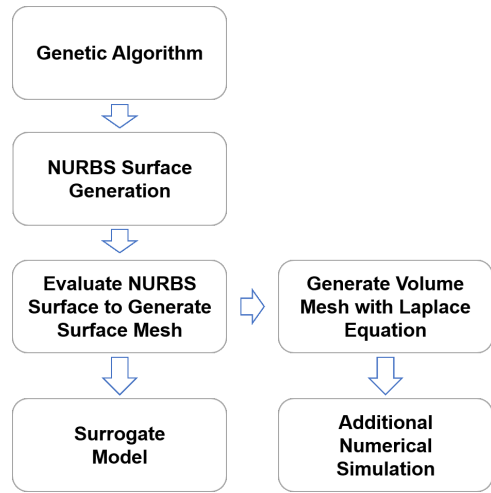 Genetic Algorithm
NURBS Surface
Generation
Evaluate NURBS
Surface to Generate
Surface Mesh
Generate Volume
Mesh with Laplace
Equation
Surrogate
Model
Additional
Numerical
Simulation